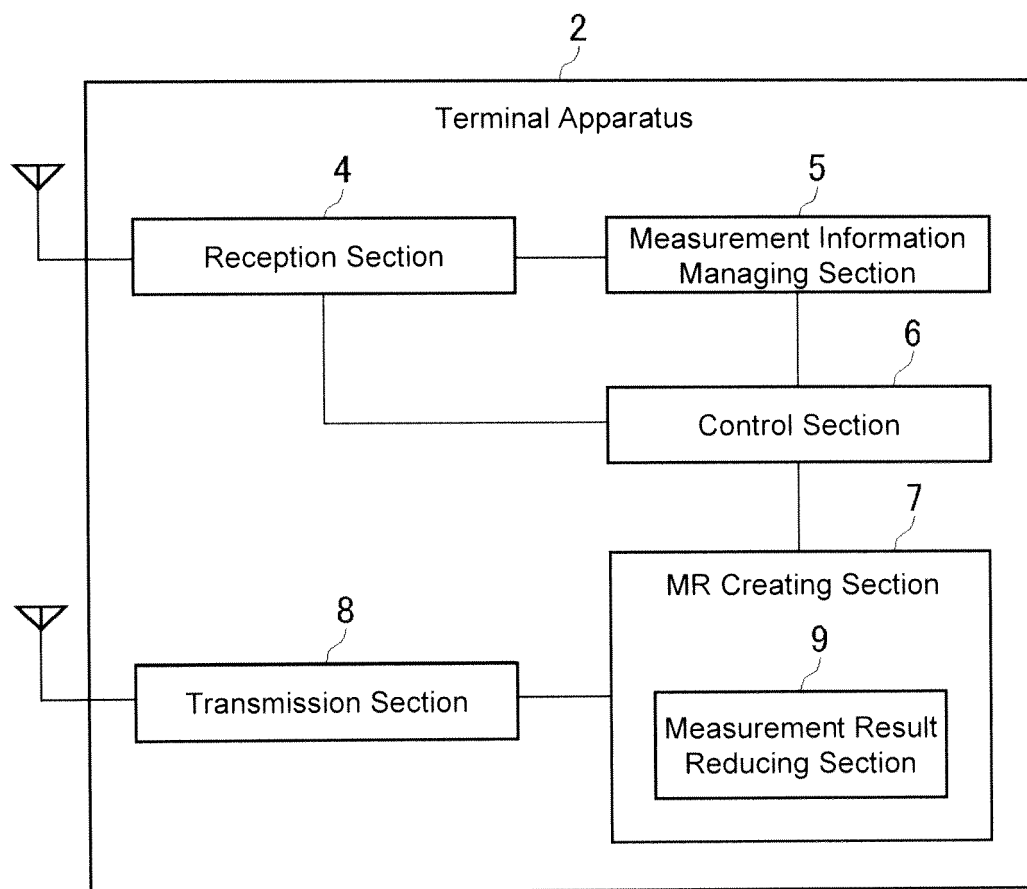 2
Terminal Apparatus
4
Reception Section
5
Measurement Information
Managing Section
6
Control Section
7
MR Creating Section
8
Transmission Section
9
Measurement Result
Reducing Section